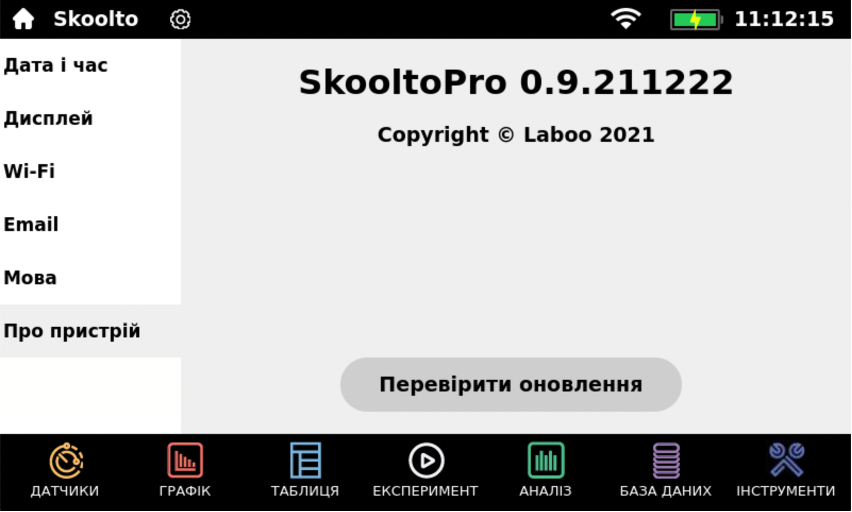 Skoolto
11:12:15
Дата і час
Дисплей
Wi-Fi
Email
Мова
Про пристрій
SkooltoPro 0.9.211222
Copyright © Laboo 2021
Перевірити оновлення
ДАТЧИКИ
ГРАФІК
ТАБЛИЦЯ
ЕКСПЕРИМЕНТ
АНАЛІЗ
БАЗА ДАНИХ
ІНСТРУМЕНТИ